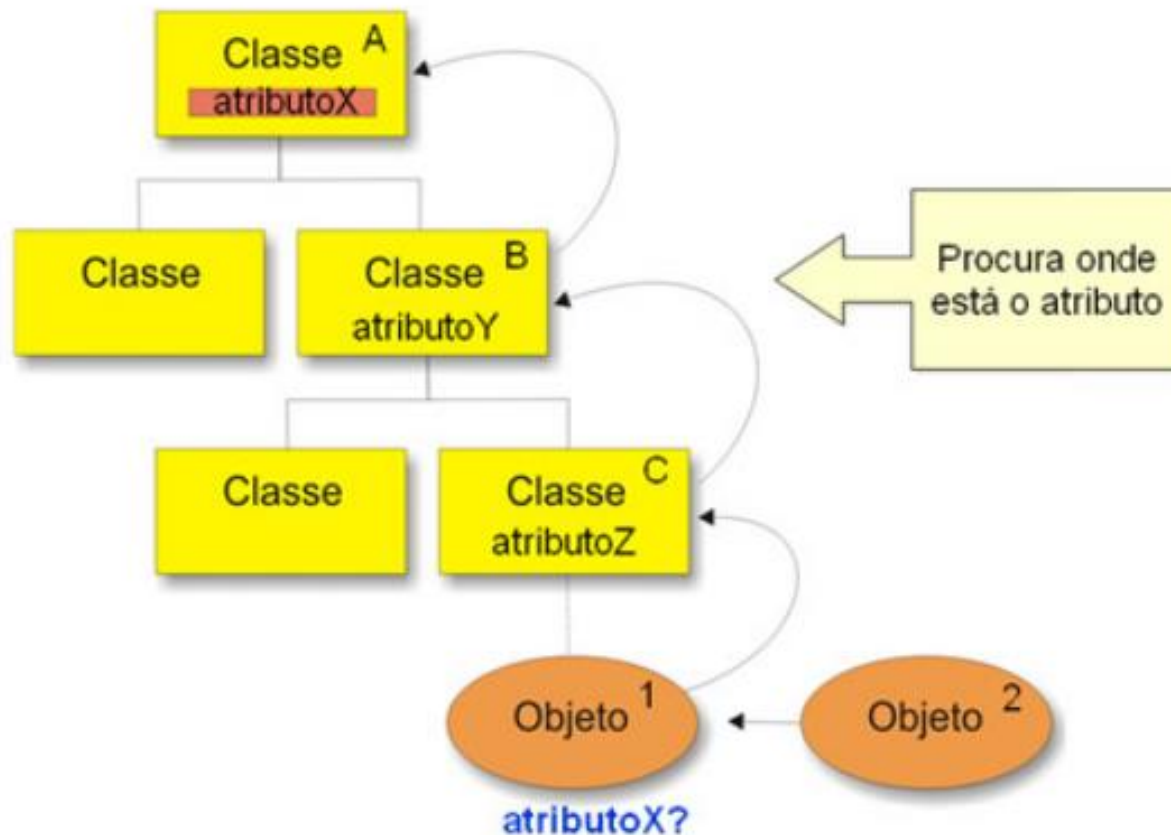 Classe A
atributoX
Classe
Classe B
atributoY
Procura onde
está o atributo
Classe
Classe C
atributoZ
Objeto 1
Objeto 2
atributoX?